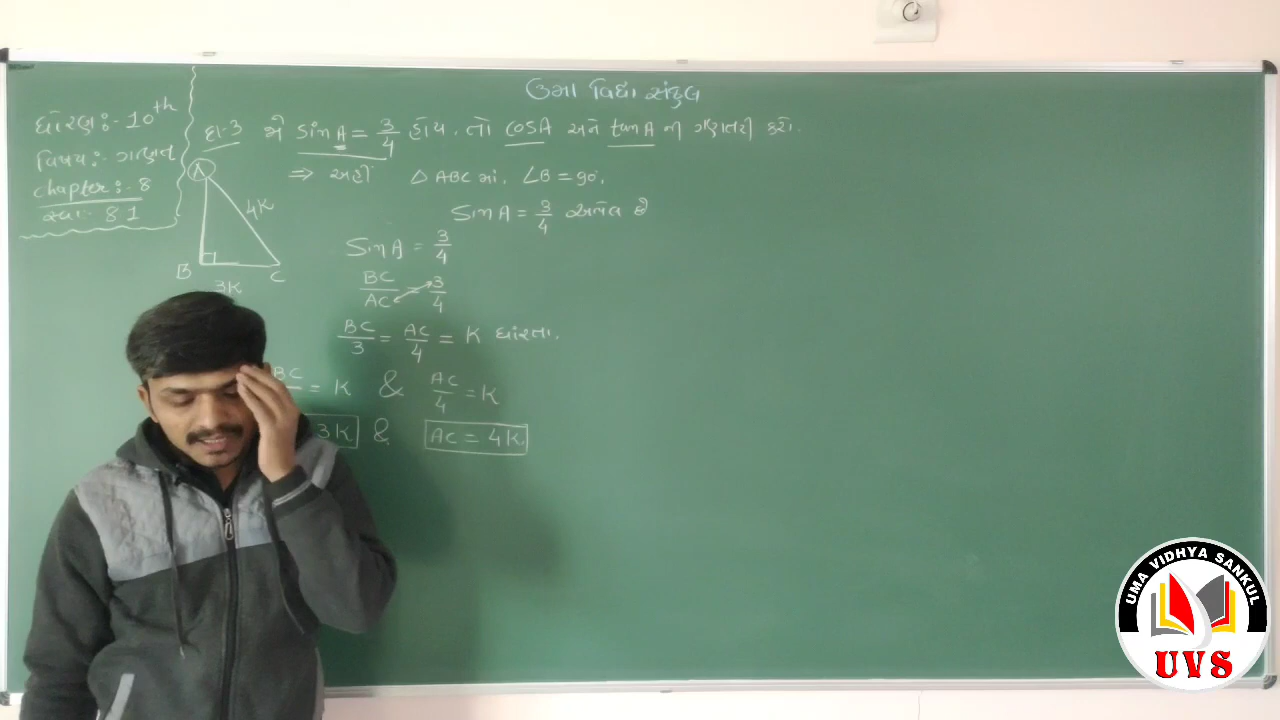 ઉમા વિદ્યા સંકુલ
ધોરણ :- 10th
વિષય :- ગણિત
chapter :- 8
સ્વા :- 8.1
દા-3 જો sin A = 3/4 હોય, તો cosA અને tan A ની ગણતરી કરો.
⇒ અહીં △ ABC માં, ∠B = 90,
Sin A = 3/4 આપેલ છે
A
4K
B
C
3K
Sin A = 3/4
BC/AC = 3/4
BC/3 = AC/4 = K ધારતા.
BC = K & AC/4 = K
3K & AC = 4K
UMA VIDHYA SANKUL
UVS